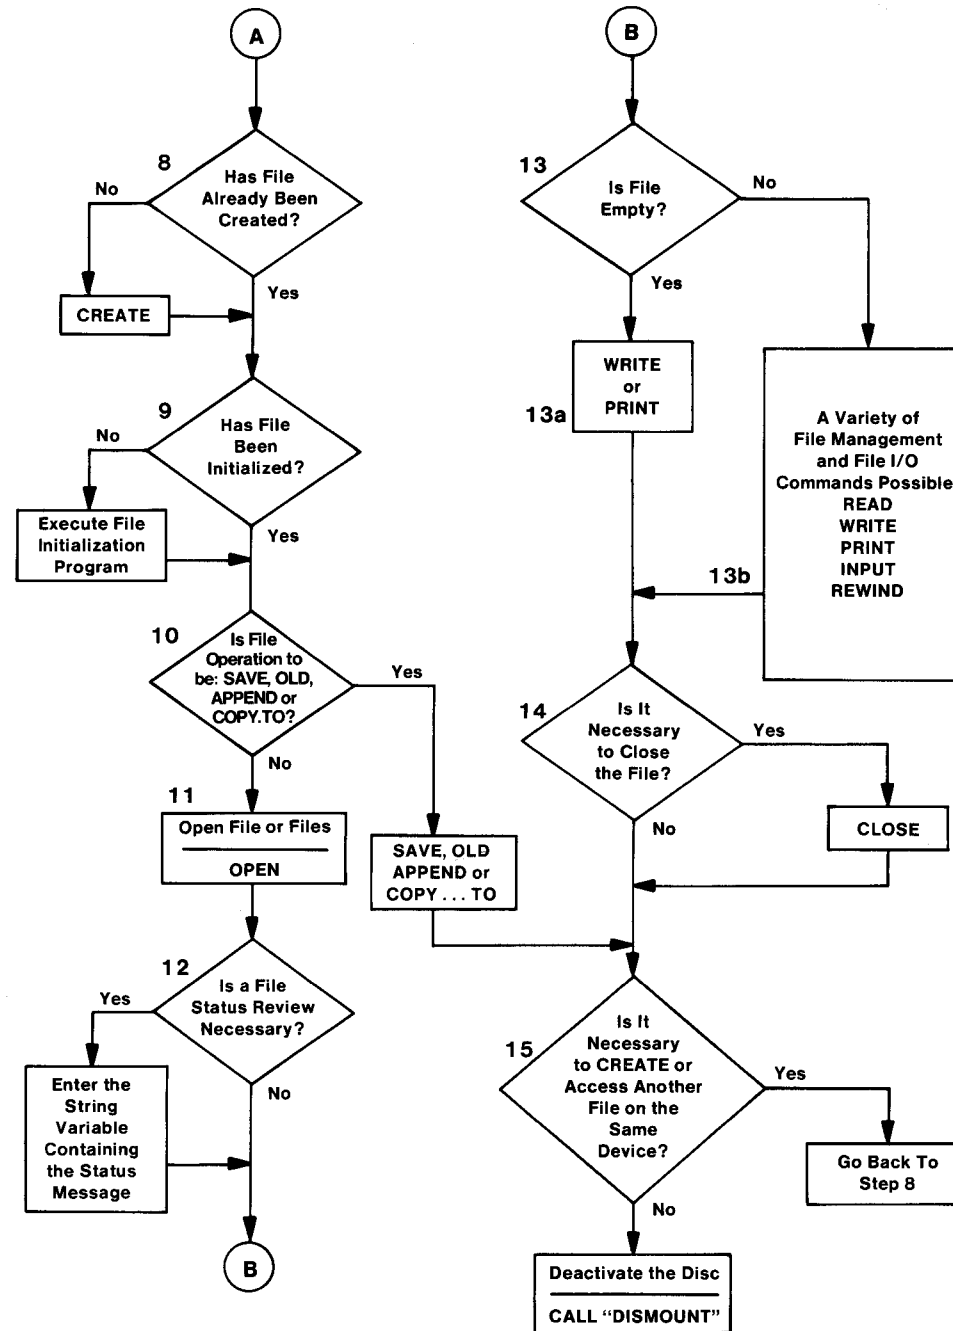 A
8
Has File
Already Been
Created?
No
Yes
CREATE
9
Has File
Been
Initialized?
No
Yes
Execute File
Initialization
Program
10
Is File
Operation to
be: SAVE, OLD,
APPEND or
COPY.TO?
Yes
No
11
Open File or Files
OPEN
SAVE, OLD
APPEND or
COPY . . . TO
12
Is a File
Status Review
Necessary?
Yes
No
Enter the
String
Variable
Containing
the Status
Message
B
B
13
Is File
Empty?
No
Yes
WRITE
or
PRINT
13a
A Variety of
File Management
and File I/O
Commands Possible
READ
WRITE
PRINT
INPUT
REWIND
13b
14
Is It
Necessary
to Close
the File?
Yes
No
CLOSE
15
Is It
Necessary
to CREATE or
Access Another
File on the
Same
Device?
Yes
No
Go Back To
Step 8
Deactivate the Disc
CALL “DISMOUNT”